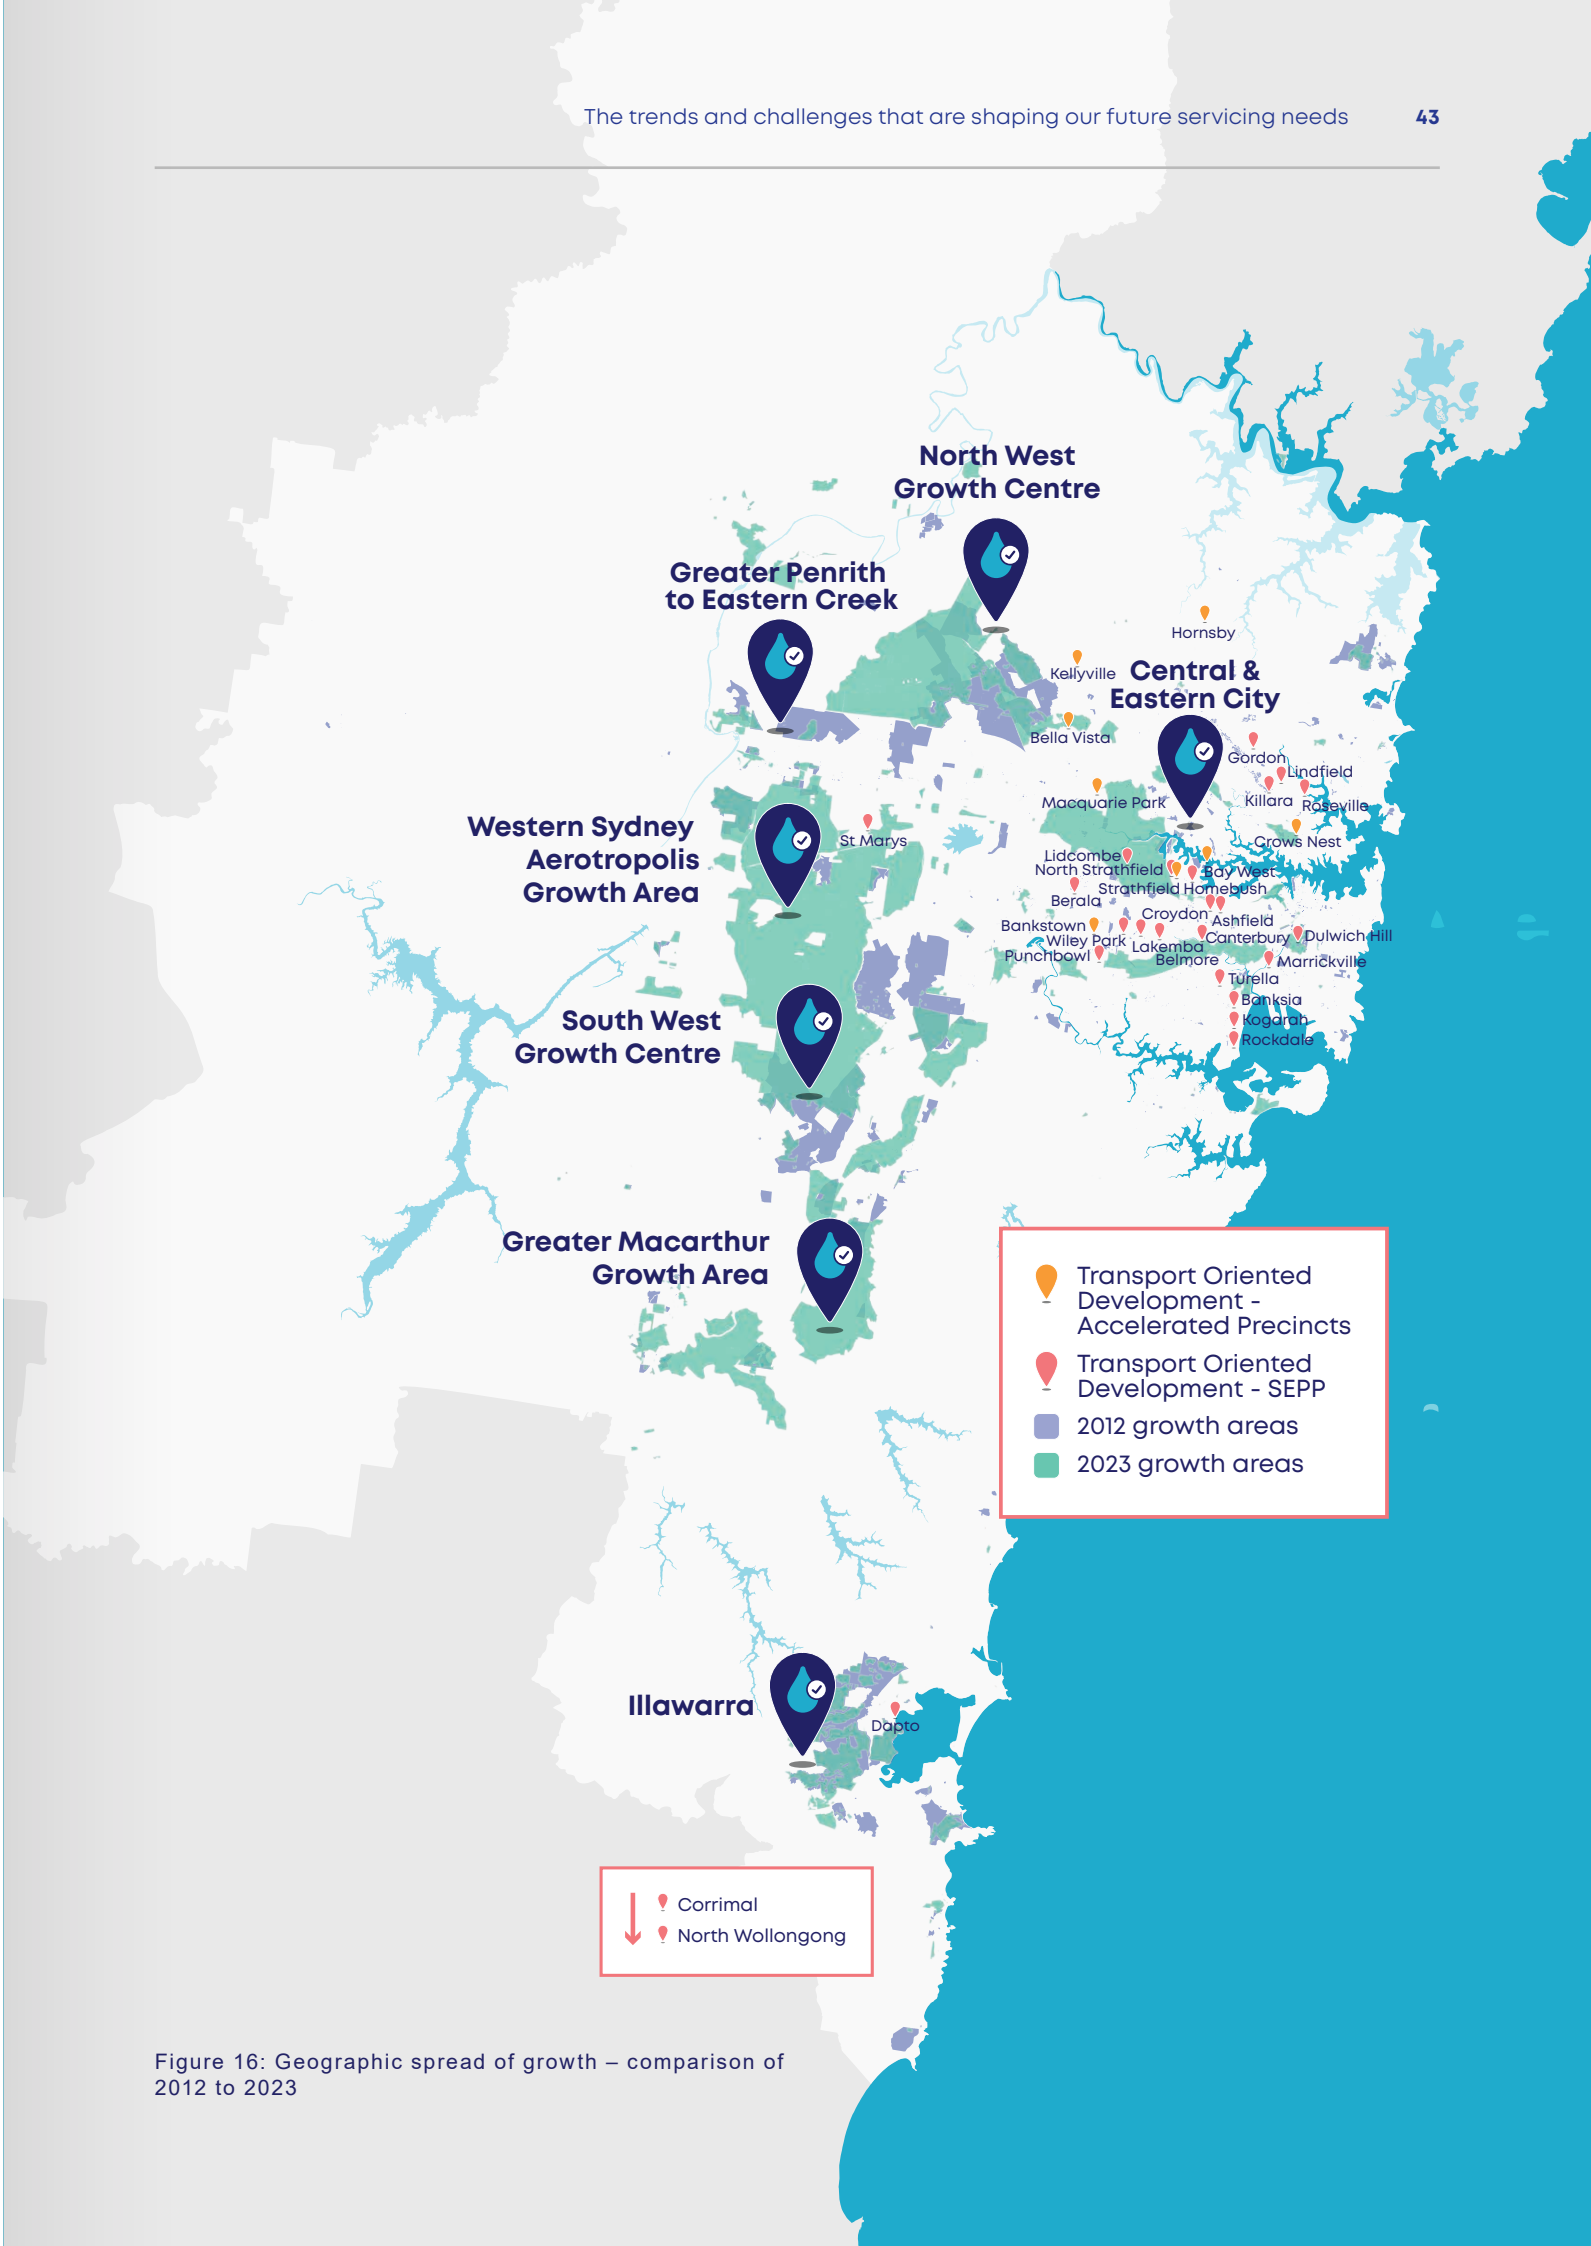 The trends and challenges that are shaping our future servicing needs 43
North West
Growth Centre
Greater Penrith
to Eastern Creek
Hornsby
Kellyville
Central &
Eastern City
Bella Vista
Gordon
Lindfield
Macquarie Park
Killara
Roseville
Western Sydney
Aerotropolis
Growth Area
St Marys
Crows Nest
Lidcombe
North Strathfield
Bay West
Strathfield
Homebush
Berala
Croydon
Ashfield
Bankstown
Wiley Park
Canterbury
Dulwich Hill
Lakemba
Punchbowl
Belmore
Marrickville
Turella
Banksia
Kogarah
Rockdale
South West
Growth Centre
Greater Macarthur
Growth Area
Transport Oriented
Development -
Accelerated Precincts
Transport Oriented
Development - SEPP
2012 growth areas
2023 growth areas
Illawarra
Dapto
Corrimal
North Wollongong
Figure 16: Geographic spread of growth – comparison of
2012 to 2023